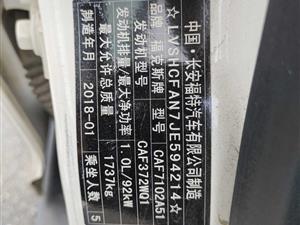 中国·长安福特汽车有限公司制造
☆LVSHCFAN7JE594214☆
品牌 福克斯牌 型号 CAF7102A51
发动机型号 CAF372WQ1
发动机排量/最大净功率 1.0L/92kW
最大允许总质量 1737kg
制造年月 2018-01 乘坐人数 5